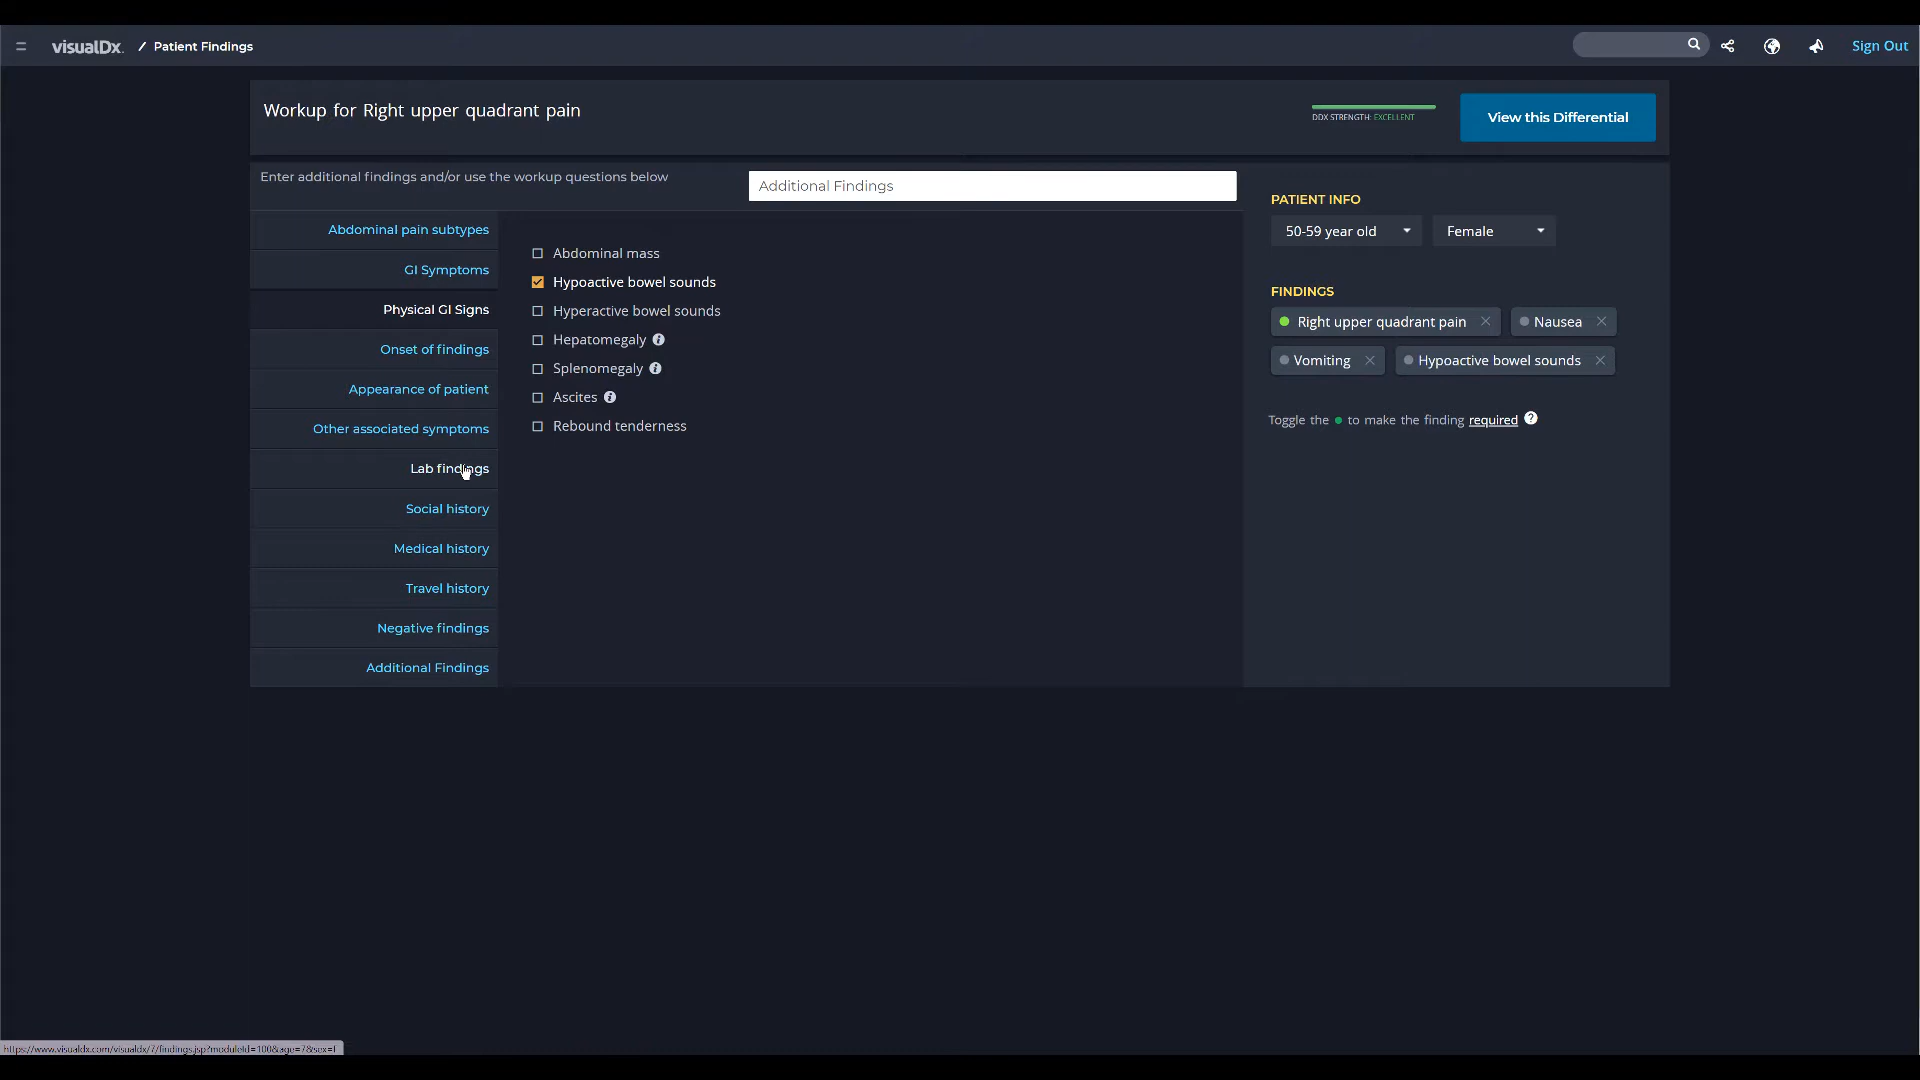 visualDx. / Patient Findings
Sign Out
Workup for Right upper quadrant pain
DDX STRENGTH: EXCELLENT
View this Differential
Enter additional findings and/or use the workup questions below
Additional Findings
Abdominal pain subtypes
GI Symptoms
Physical GI Signs
Onset of findings
Appearance of patient
Other associated symptoms
Lab findings
Social history
Medical history
Travel history
Negative findings
Additional Findings
Abdominal mass
Hypoactive bowel sounds
Hyperactive bowel sounds
Hepatomegaly i
Splenomegaly i
Ascites i
Rebound tenderness
PATIENT INFO
50-59 year old Female
FINDINGS
Right upper quadrant pain Nausea
Vomiting Hypoactive bowel sounds
Toggle the to make the finding required ?
https://www.visualdx.com/visualdx/7/findings.jsp?moduleId=100&age=7&sex=f